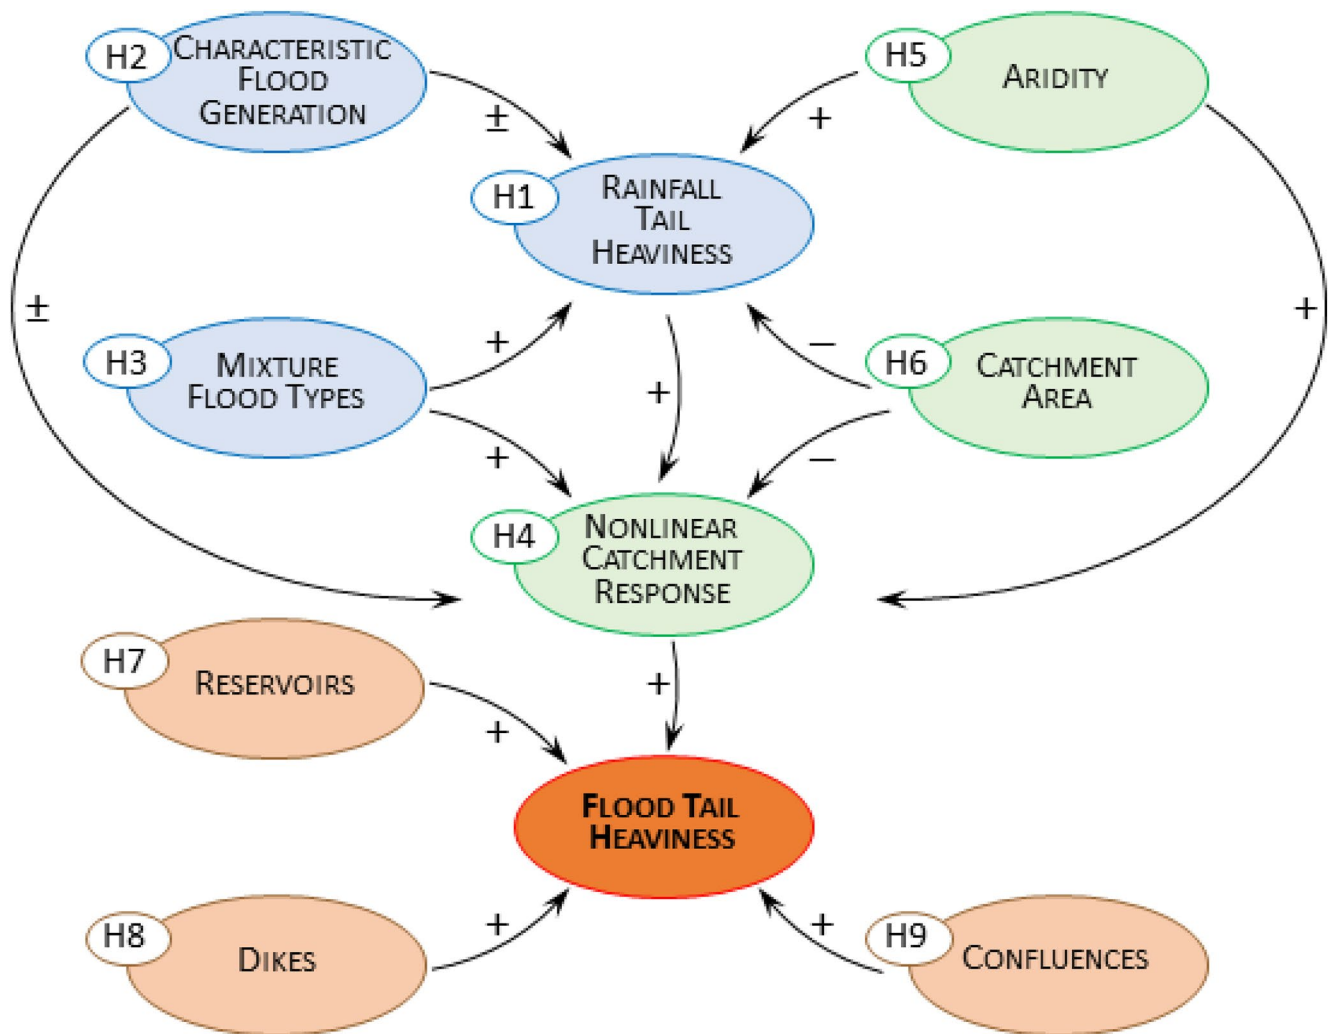 H2
CHARACTERISTIC
FLOOD
GENERATION
H5
ARIDITY
±
+
H1
RAINFALL
TAIL
HEAVINESS
±
+
H3
MIXTURE
FLOOD TYPES
+
+
+
–
–
H6
CATCHMENT
AREA
H4
NONLINEAR
CATCHMENT
RESPONSE
H7
RESERVOIRS
+
+
FLOOD TAIL
HEAVINESS
H8
DIKES
+
+
H9
CONFLUENCES